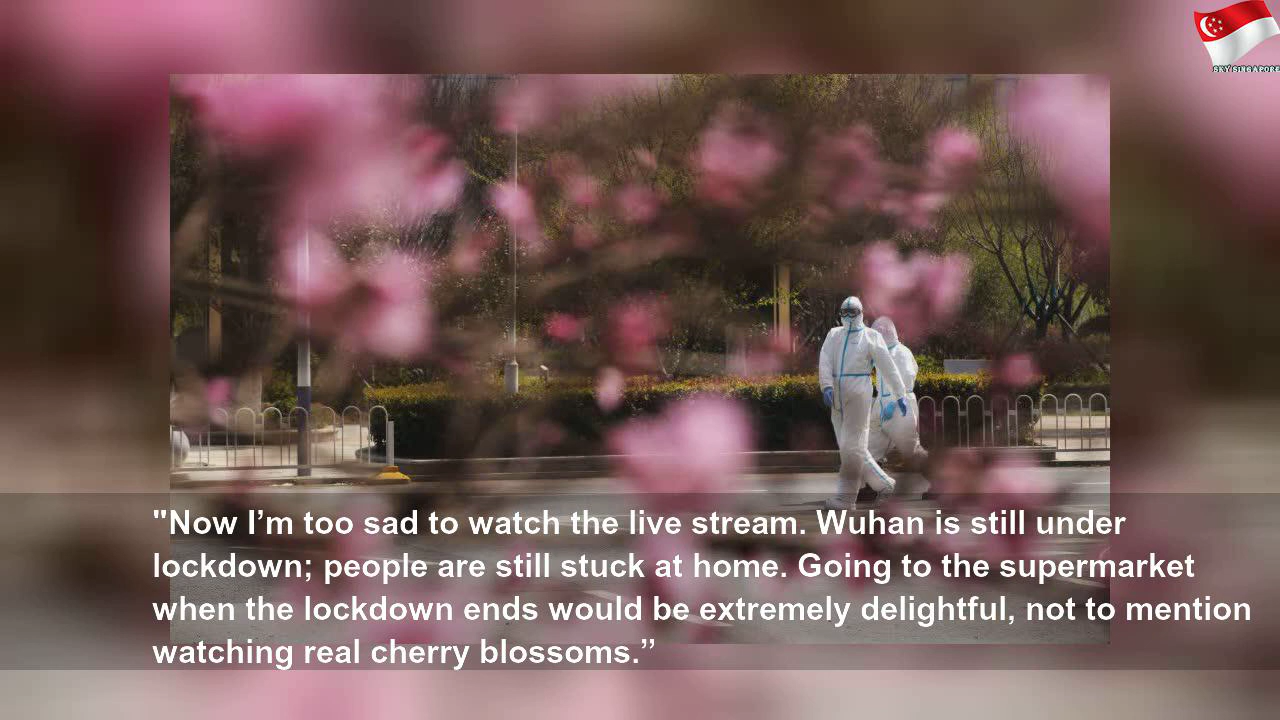 SKY SINGAPORE
"Now I’m too sad to watch the live stream. Wuhan is still under
lockdown; people are still stuck at home. Going to the supermarket
when the lockdown ends would be extremely delightful, not to mention
watching real cherry blossoms.”